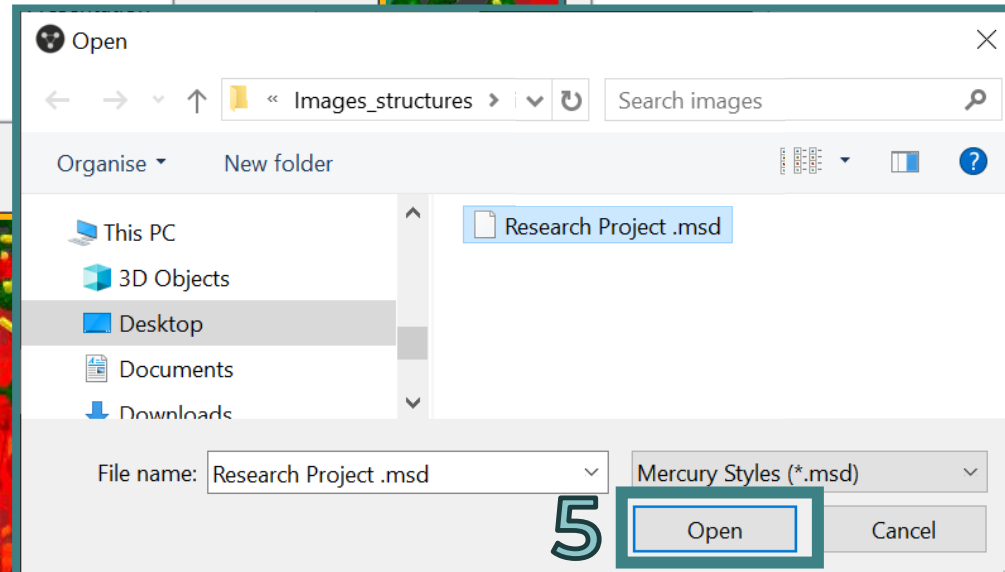 Open
« Images_structures >
Search images
Organise
New folder
This PC
3D Objects
Desktop
Documents
Downloads
Research Project .msd
File name:
Research Project .msd
Mercury Styles (*.msd)
5
Open
Cancel